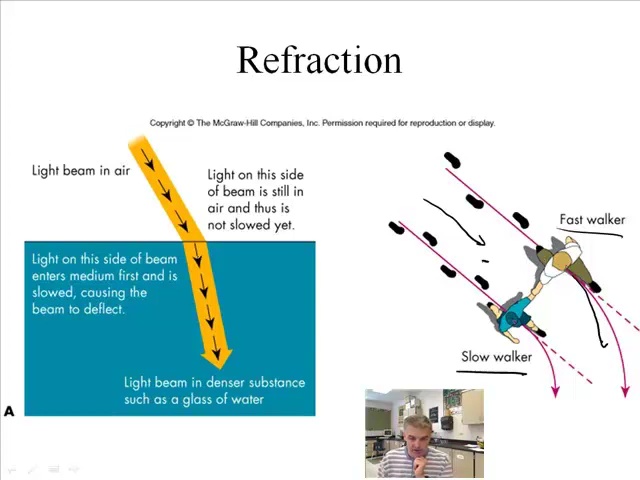 Refraction
Copyright © The McGraw-Hill Companies, Inc. Permission required for reproduction or display.
Light beam in air
Light on this side
of beam is still in
air and thus is
not slowed yet.
Light on this side of beam
enters medium first and is
slowed, causing the
beam to deflect.
Light beam in denser substance
such as a glass of water
A
Fast walker
Slow walker